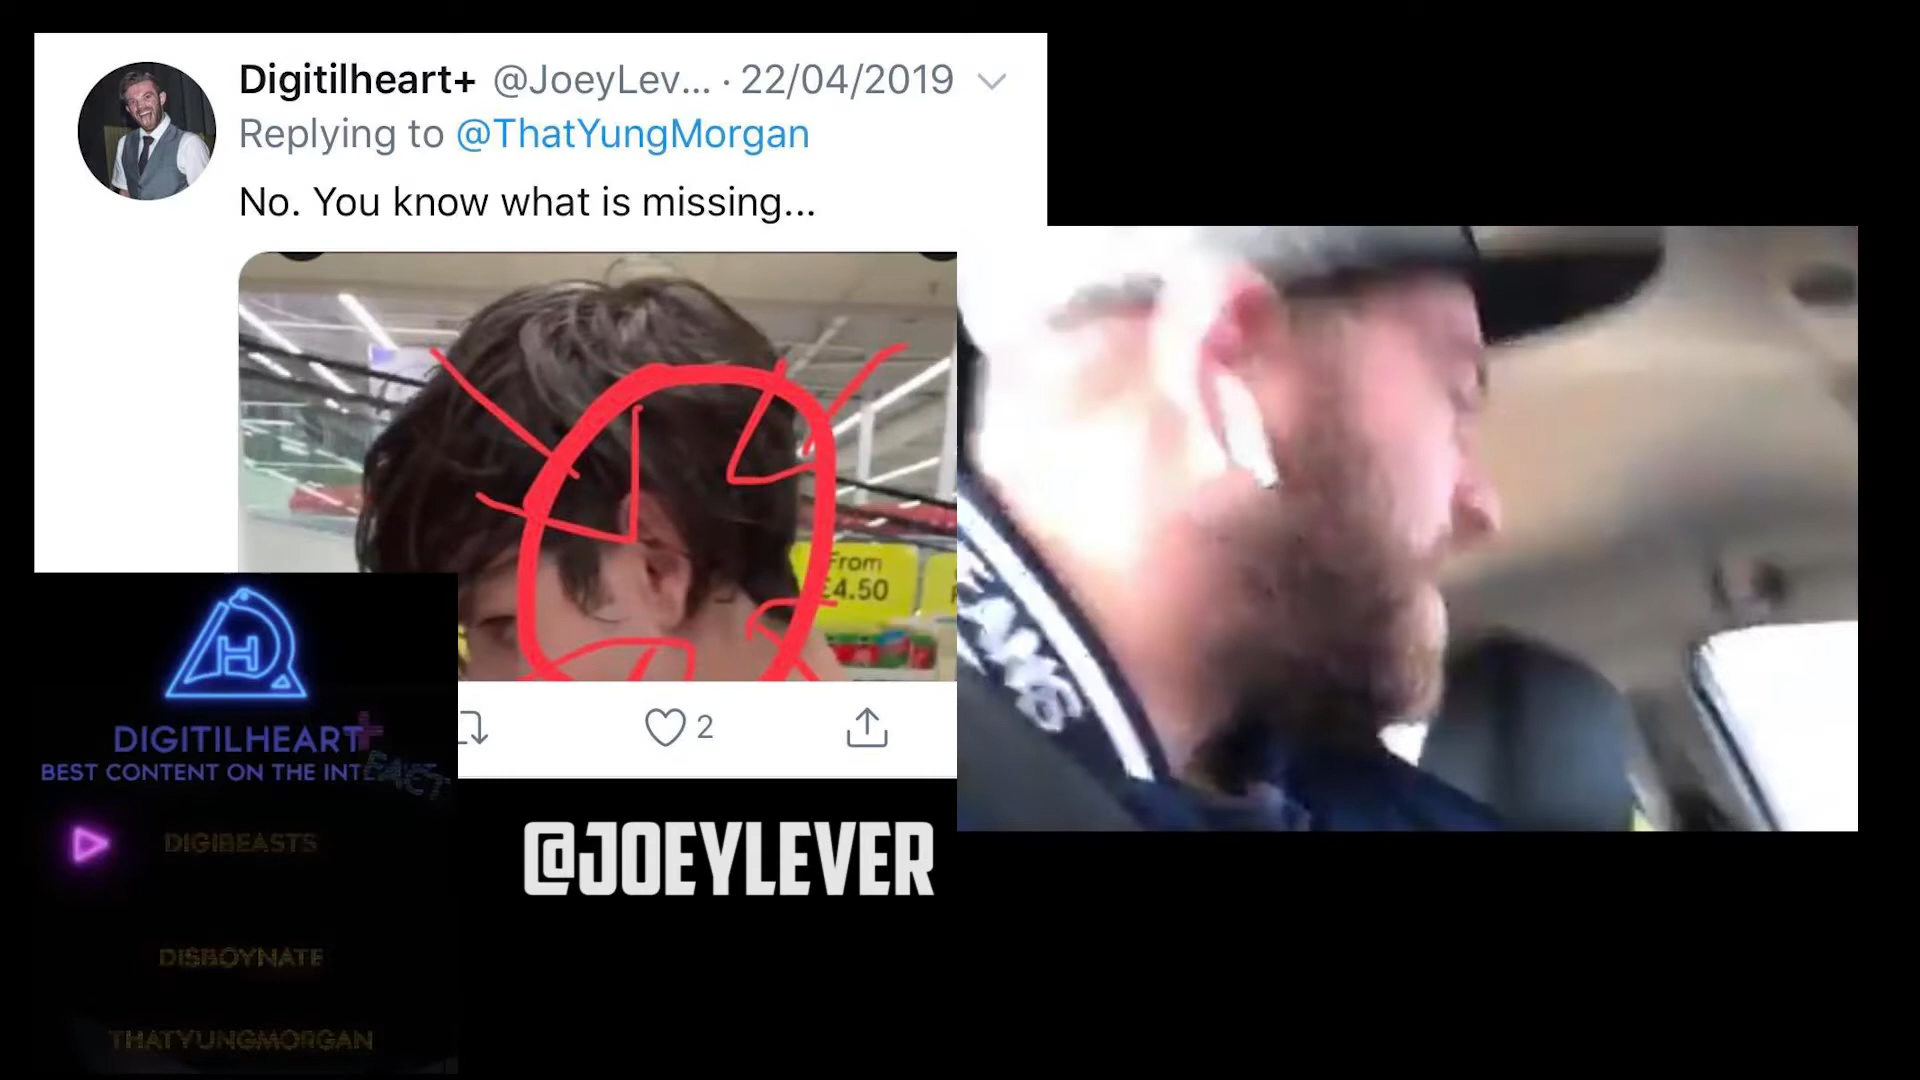 Digitilheart+ @JoeyLev... · 22/04/2019
Replying to @ThatYungMorgan
No. You know what is missing...
From
£4.50
2
DIGITILHEART+
BEST CONTENT ON THE
DIGIBEASTS
DISBOYNATE
THATYUNGMORGAN
@JOEYLEVER